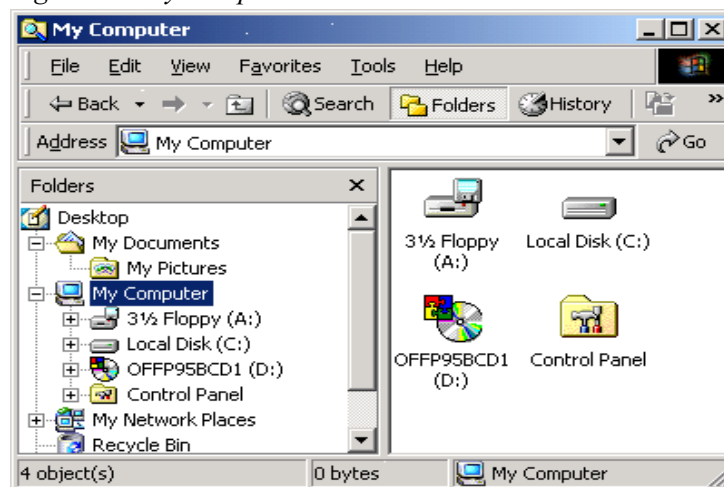 My Computer
File Edit View Favorites Tools Help
Back Search Folders History »
Address My Computer Go
Folders
Desktop
My Documents
My Pictures
My Computer
3½ Floppy (A:)
Local Disk (C:)
OFFP95BCD1 (D:)
Control Panel
My Network Places
Recycle Bin
3½ Floppy
(A:)
Local Disk (C:)
OFFP95BCD1
(D:)
Control Panel
4 object(s) 0 bytes My Computer